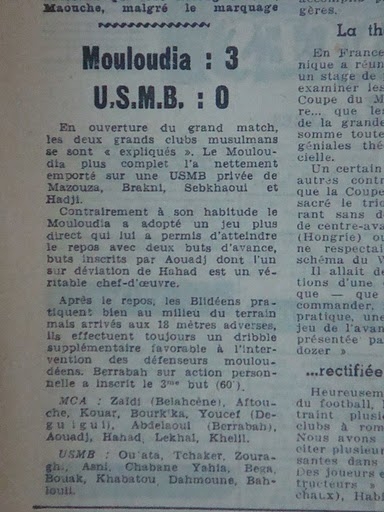 Maouche, malgré le marquage
Mouloudia : 3
U.S.M.B. : 0
En ouverture du grand match,
les deux grands clubs musulmans
se sont « expliqués ». Le Moulou-
dia plus complet l'a nettement
emporté sur une USMB privée de
Mazouza, Brakni, Sebkhaoui et
Hadji.
Contrairement à son habitude le
Mouloudia a adopté un jeu plus
direct qui lui a permis d'atteindre
le repos avec deux buts d'avance,
buts inscrits par Aouadj dont l'un
sur déviation de Hahad est un vé-
ritable chef-d'œuvre.
Après le repos, les Blidéens pra-
tiquent bien au milieu du terrain
mais arrivés aux 18 mètres adverses,
ils effectuent toujours un dribble
supplémentaire favorable à l'inter-
vention des défenseurs moulou-
déens. Berrabah sur action person-
nelle a inscrit le 3me but (60').
MCA : Zaïdi (Belahcène), Aftou-
che, Kouar, Bourkika, Youcef (De-
guigui), Abdelaoui (Berrabah),
Aouadj, Hahad, Lekhal, Khelil.
USMB : Ouata, Tchaker, Zoura-
ghi, Asni, Chabane Yahia, Bega,
Bouak, Khabatou, Dahmoune, Bah-
louli.
gères.
La th
En France
nique a réun
un stage de
examiner les
Coupe du M
re... que les
de la grande
somme toute
géniales thé
cielle.
Un certain
autres contr
que la Coupe
sacré le tric
rant sans d
de centre-ava
(Hongrie) ou
ne respectai
schéma du W
Il allait de
tions d'une
que — que
commander,
pratique, une
jeu de l'avan
présentée pa
dozer »
...rectifiée
Heureusem
du football,
traint plusie
clubs à rom
Nous avons
citer plusieur
santes dans
Des joueurs e
tructeurs »
chaux), Habi